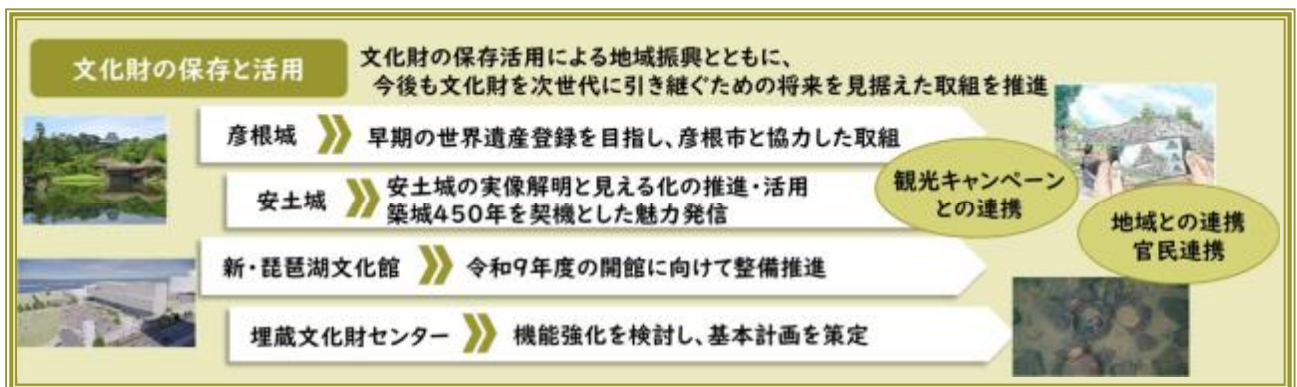 文化財の保存と活用
文化財の保存活用による地域振興とともに、
今後も文化財を次世代に引き継ぐための将来を見据えた取組を推進
彦根城
早期の世界遺産登録を目指し、彦根市と協力した取組
安土城
安土城の実像解明と見える化の推進・活用
築城450年を契機とした魅力発信
観光キャンペーン
との連携
地域との連携
官民連携
新・琵琶湖文化館
令和9年度の開館に向けて整備推進
埋蔵文化財センター
機能強化を検討し、基本計画を策定